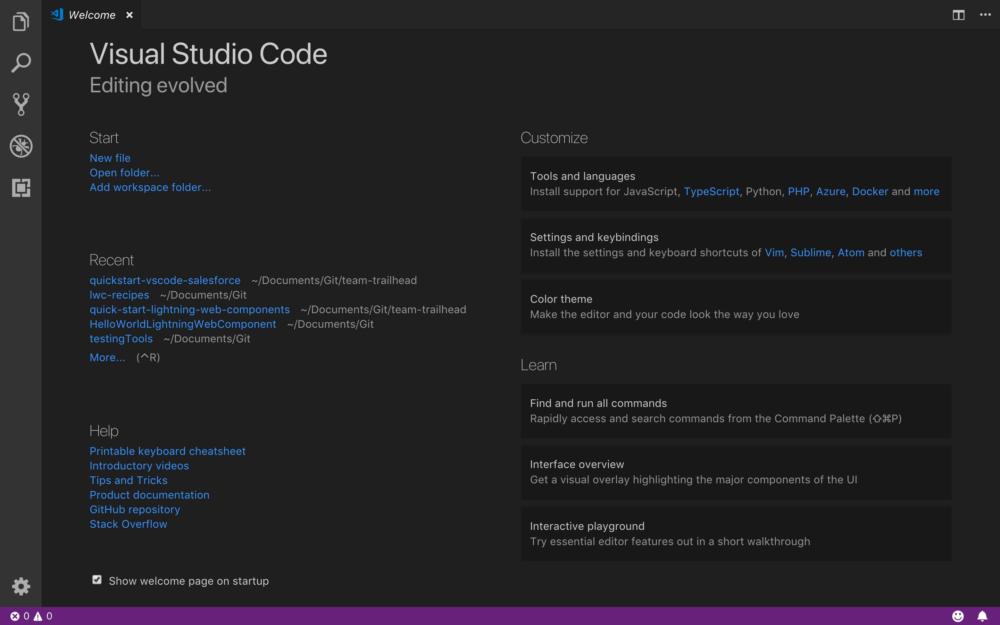 Welcome
Visual Studio Code
Editing evolved
Start
New file
Open folder...
Add workspace folder...
Recent
quickstart-vscode-salesforce ~/Documents/Git/team-trailhead
lwc-recipes ~/Documents/Git
quick-start-lightning-web-components ~/Documents/Git/team-trailhead
HelloWorldLightningWebComponent ~/Documents/Git
testingTools ~/Documents/Git
More... (^R)
Help
Printable keyboard cheatsheet
Introductory videos
Tips and Tricks
Product documentation
GitHub repository
Stack Overflow
Show welcome page on startup
Customize
Tools and languages
Install support for JavaScript, TypeScript, Python, PHP, Azure, Docker and more
Settings and keybindings
Install the settings and keyboard shortcuts of Vim, Sublime, Atom and others
Color theme
Make the editor and your code look the way you love
Learn
Find and run all commands
Rapidly access and search commands from the Command Palette (⇧⌘P)
Interface overview
Get a visual overlay highlighting the major components of the UI
Interactive playground
Try essential editor features out in a short walkthrough
0 0